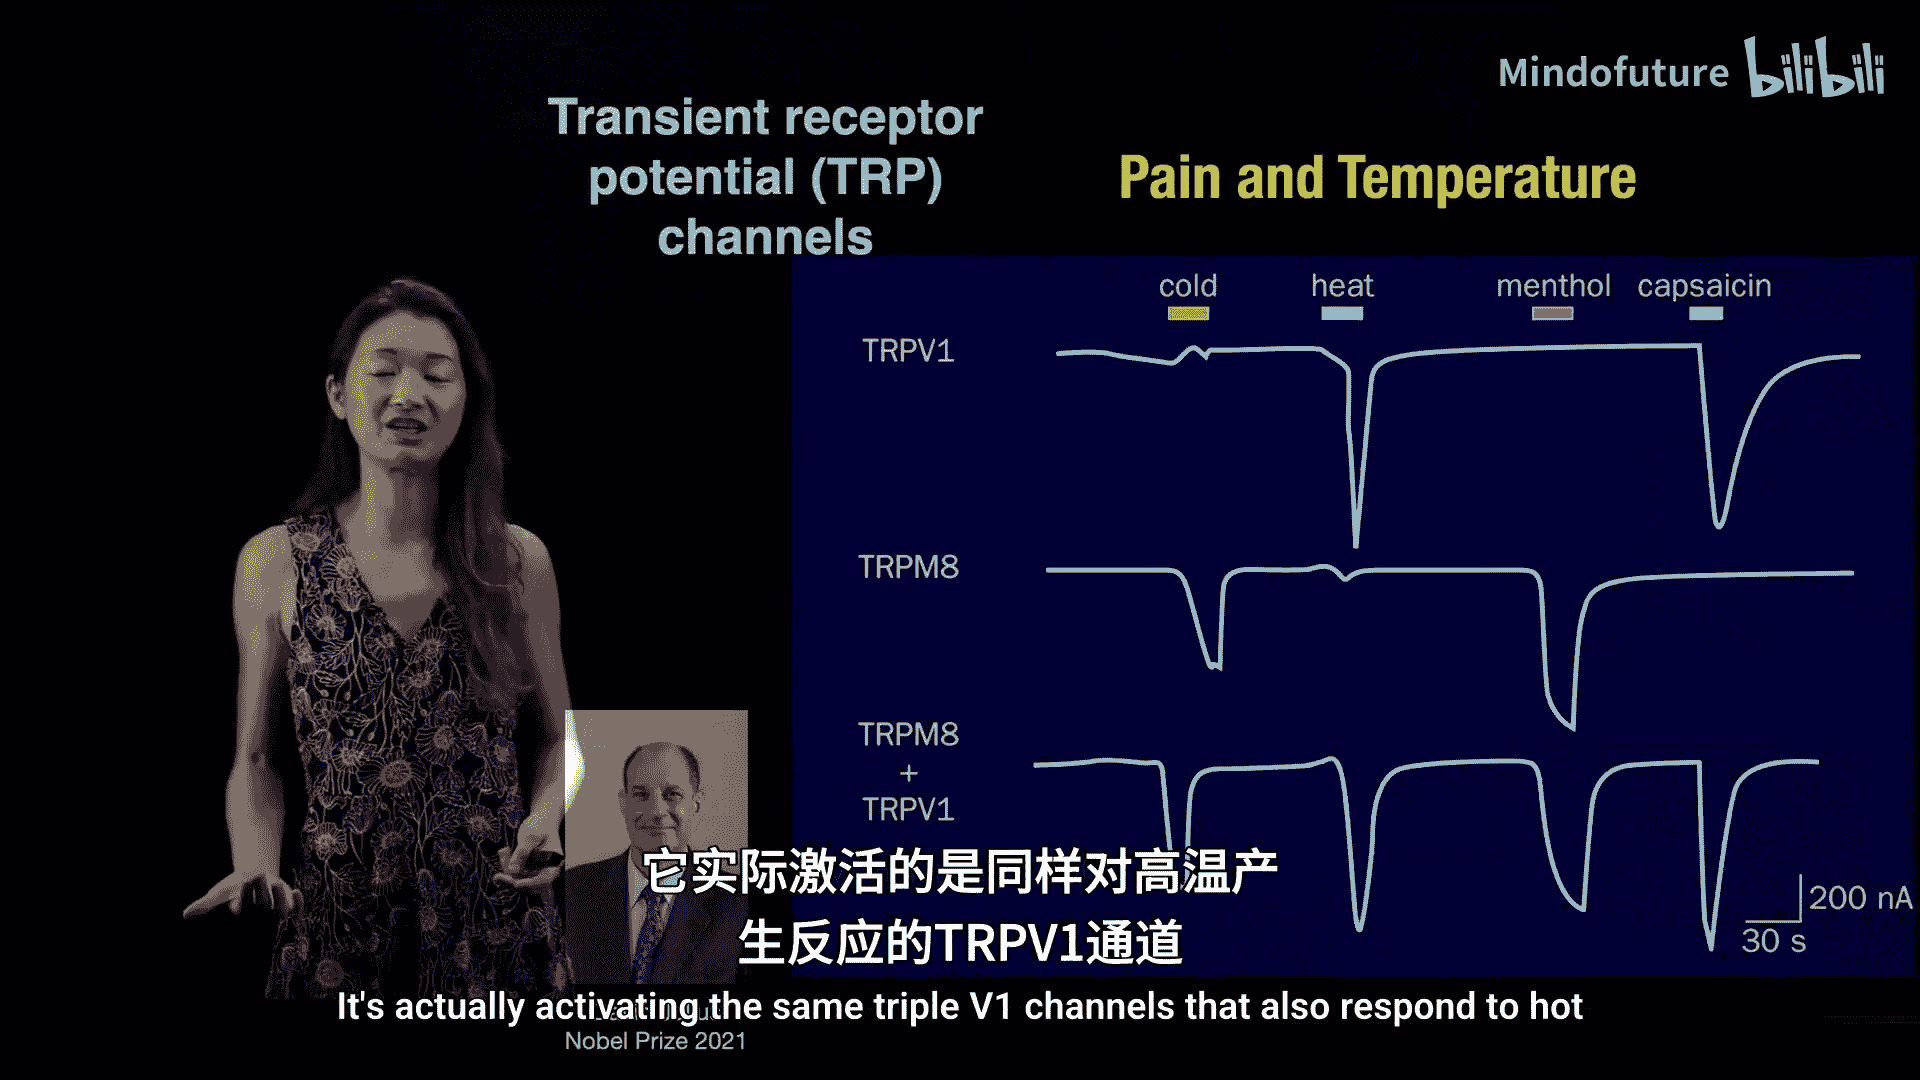 Mindofuture bilibili
Transient receptor
potential (TRP)
channels
Pain and Temperature
cold heat menthol capsaicin
TRPV1
TRPM8
TRPM8
+
TRPV1
200 nA
30 s
它实际激活的是同样对高温产
生反应的TRPV1通道
It's actually activating the same triple V1 channels that also respond to hot
Nobel Prize 2021